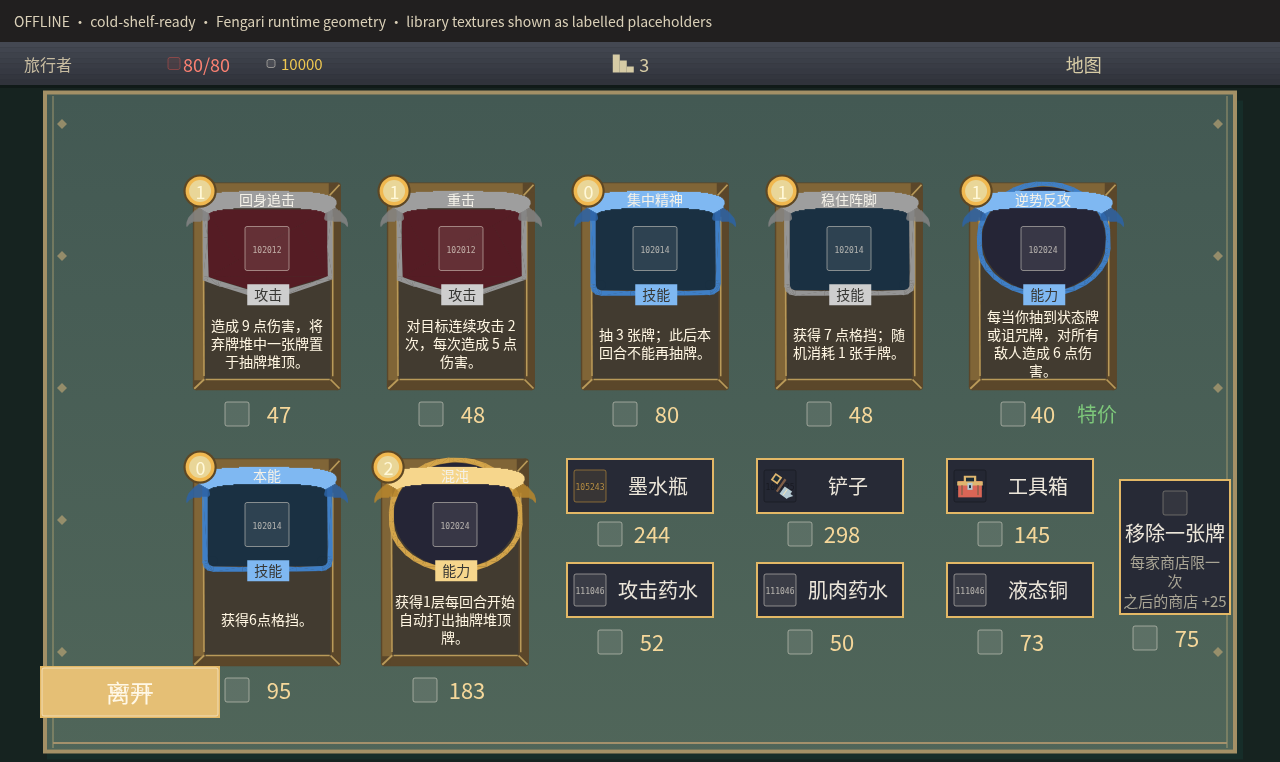 OFFLINE • cold-shelf-ready • Fengari runtime geometry • library textures shown as labelled placeholders
旅行者 80/80 10000 3 地图
1 回身追击
102012
攻击
造成 9 点伤害，将
弃牌堆中一张牌置
于抽牌堆顶。
47
1 重击
102012
攻击
对目标连续攻击 2
次，每次造成 5 点
伤害。
48
0 集中精神
102014
技能
抽 3 张牌；此后本
回合不能再抽牌。
80
1 稳住阵脚
102014
技能
获得 7 点格挡；随
机消耗 1 张手牌。
48
1 逆势反攻
102024
能力
每当你抽到状态牌
或诅咒牌，对所有
敌人造成 6 点伤
害。
40 特价
0 本能
102014
技能
获得6点格挡。
95
2 混沌
102024
能力
获得1层每回合开始
自动打出抽牌堆顶
牌。
183
105243 墨水瓶
244
铲子
298
工具箱
145
111046 攻击药水
52
111046 肌肉药水
50
111046 液态铜
73
移除一张牌
每家商店限一
次
之后的商店 +25
75
离开